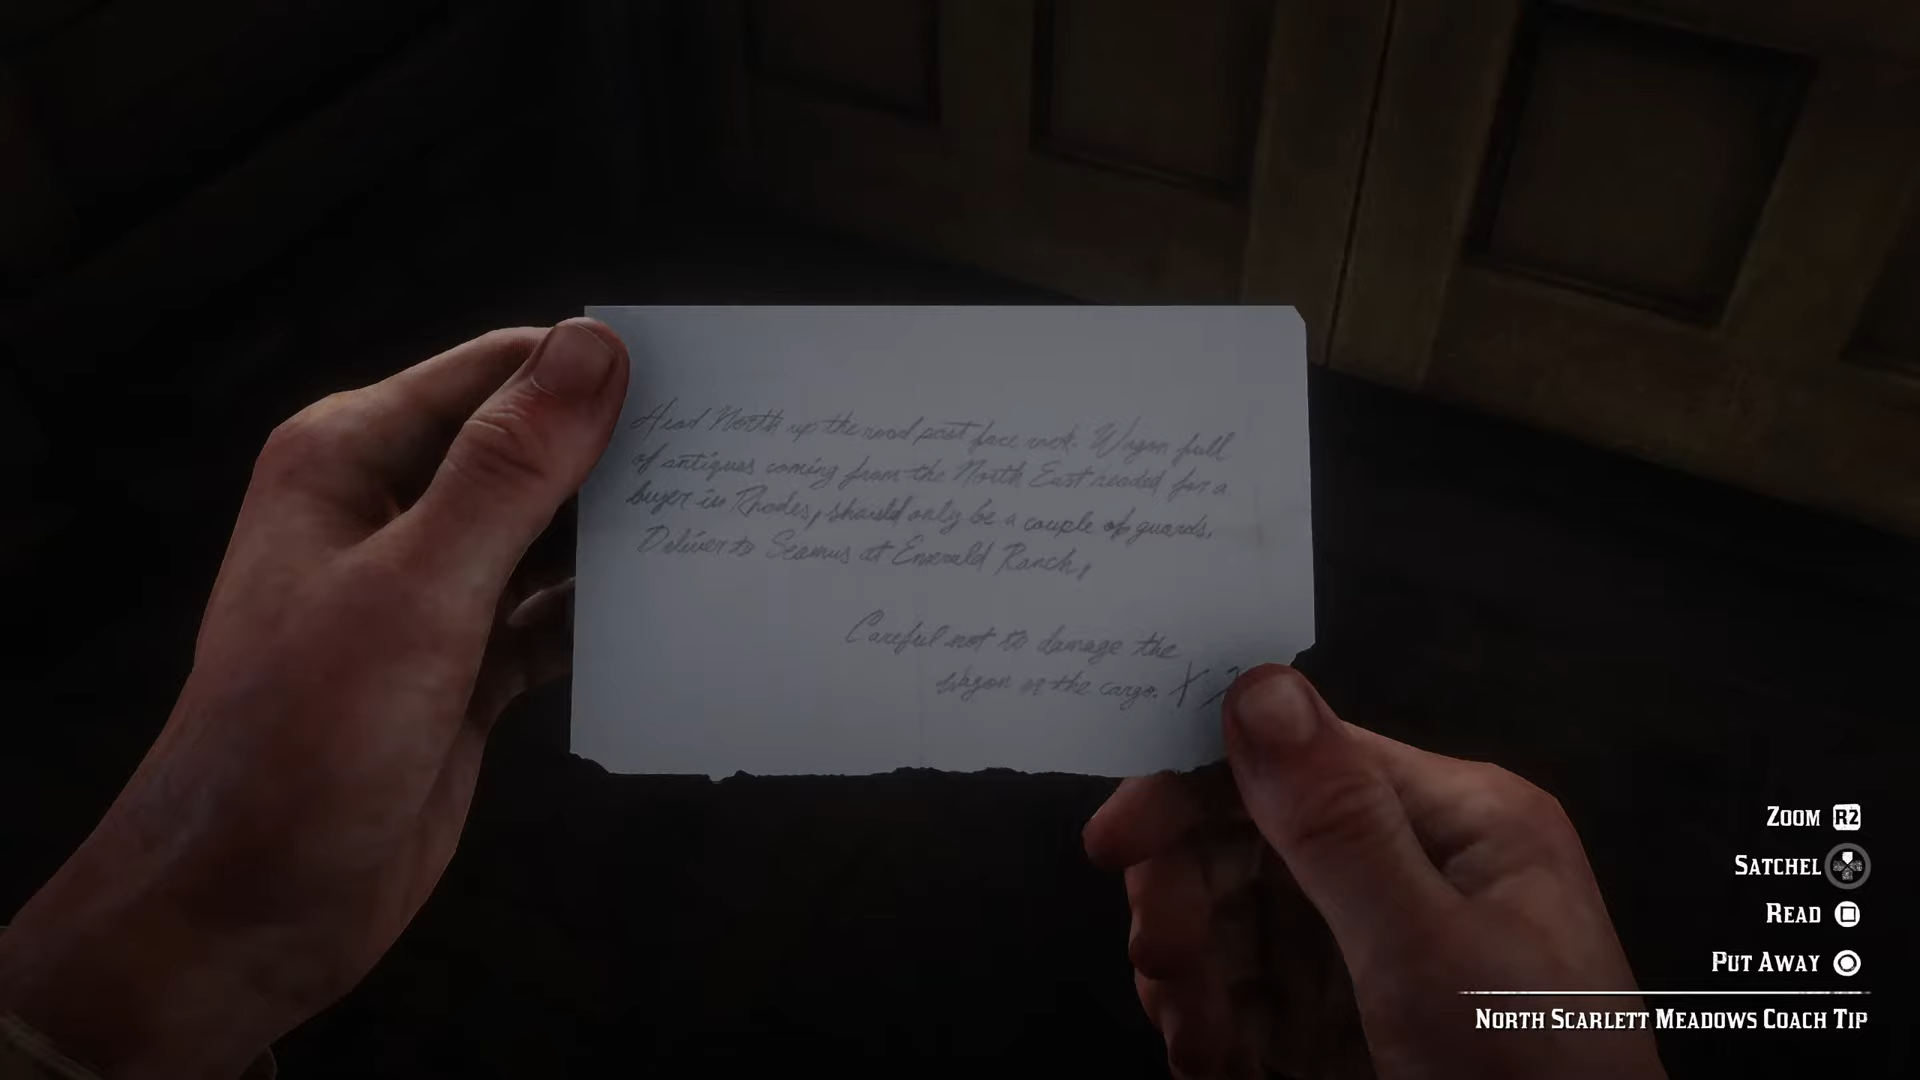 Head North up the road past face rock. Wagon full
of antiques coming from the North East headed for a
buyer in Rhodes, should only be a couple of guards.
Deliver to Seamus at Emerald Ranch,
Careful not to damage the
wagon or the cargo. X
ZOOM R2
SATCHEL
READ
PUT AWAY
NORTH SCARLETT MEADOWS COACH TIP